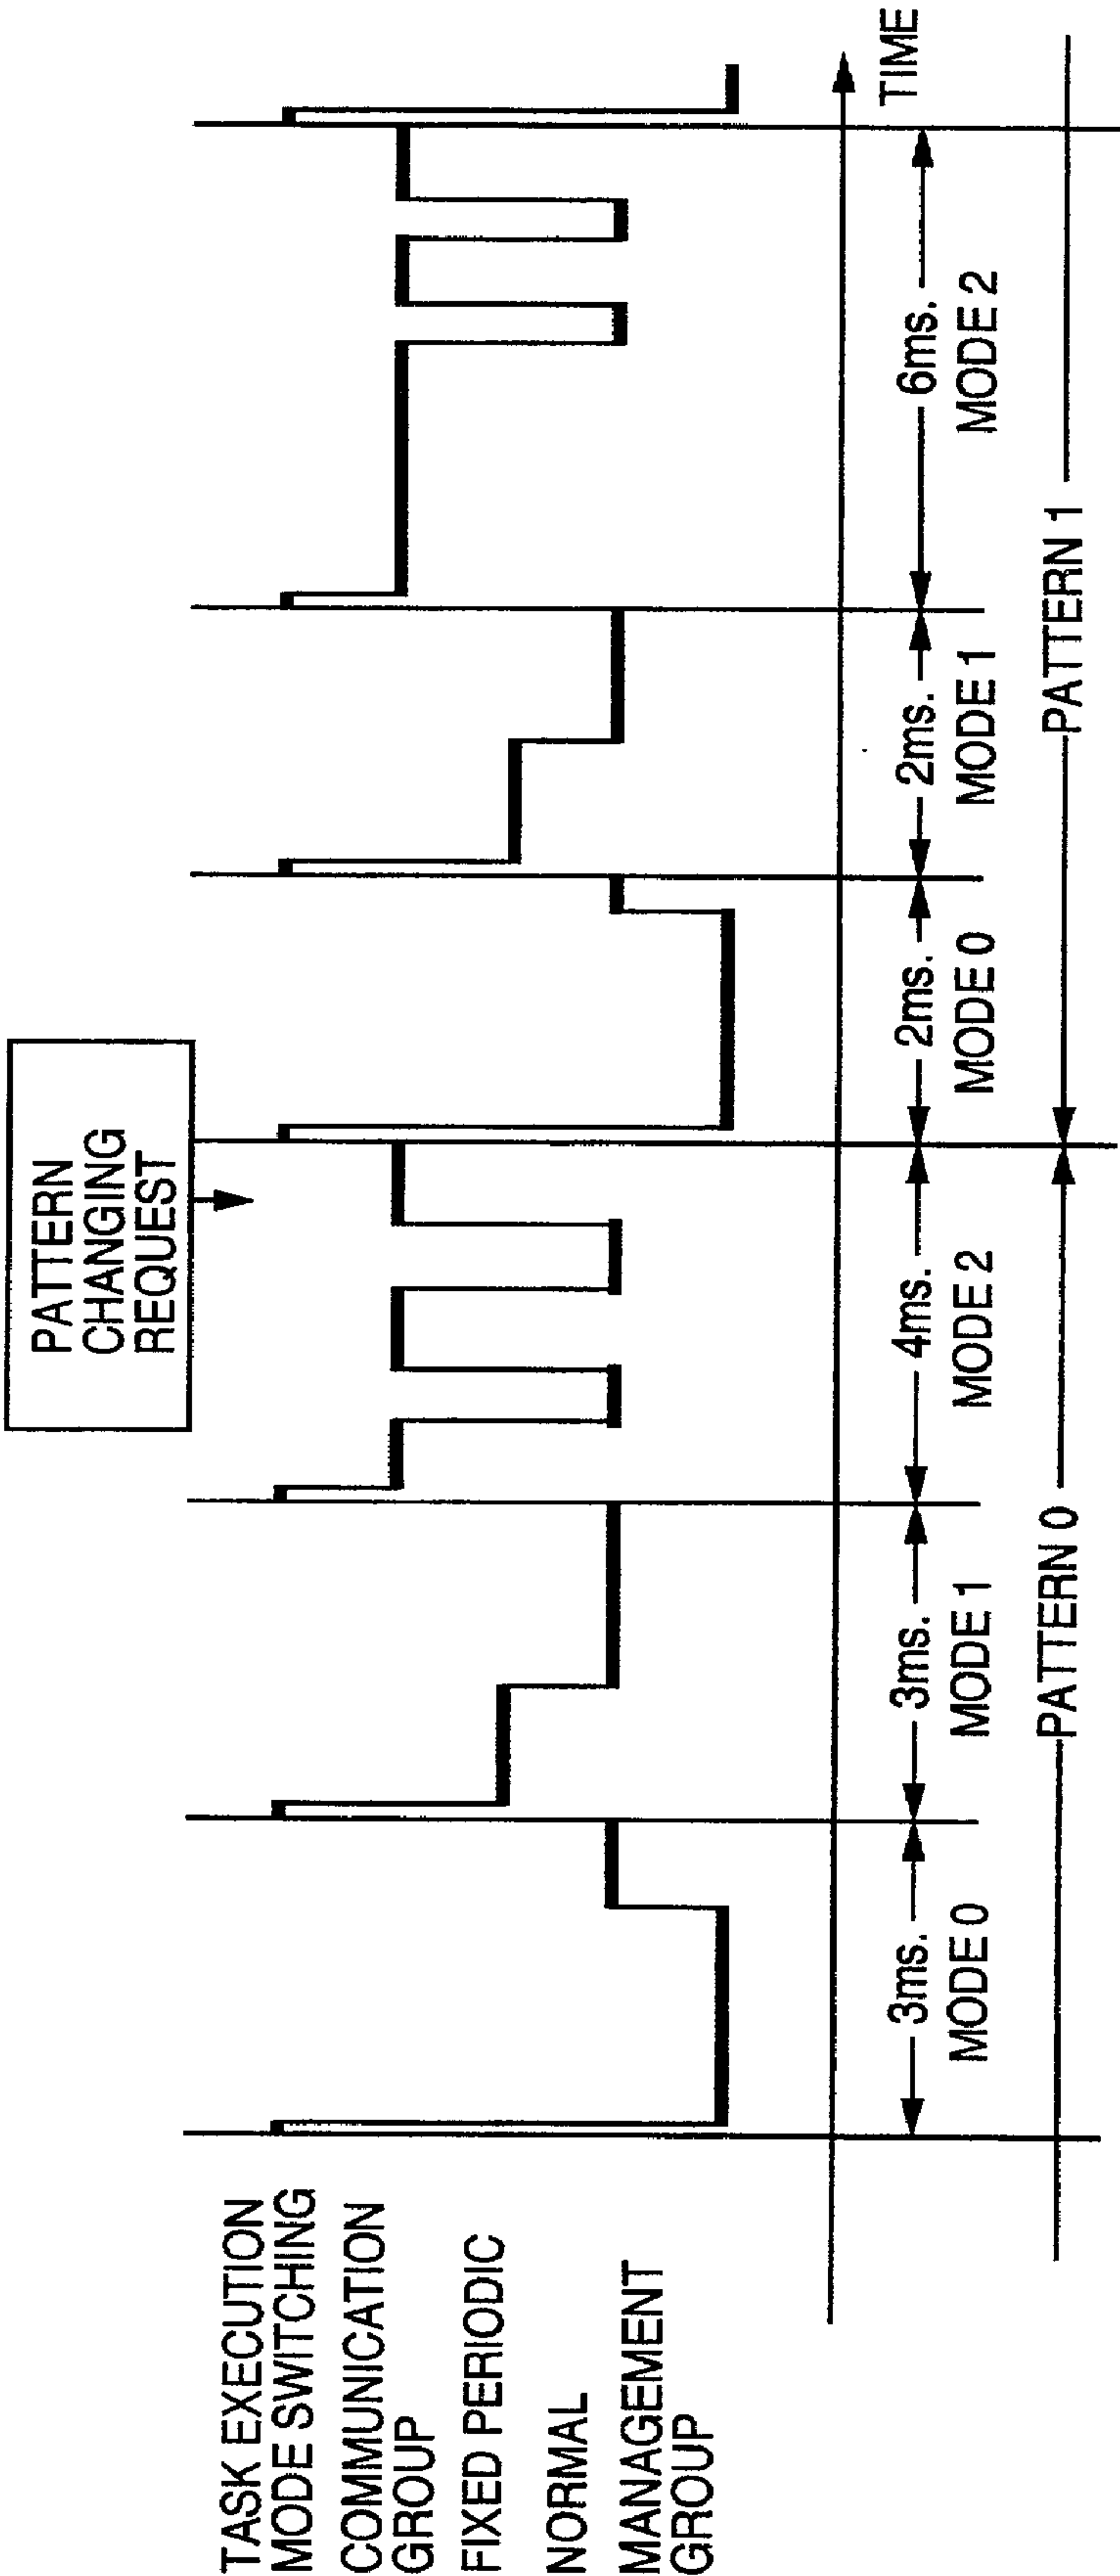 PATTERN
CHANGING
REQUEST
TASK EXECUTION
MODE SWITCHING
COMMUNICATION
GROUP
FIXED PERIODIC
NORMAL
MANAGEMENT
GROUP
TIME
3ms.
3ms.
4ms.
2ms.
2ms.
6ms.
MODE 0
MODE 1
MODE 2
MODE 0
MODE 1
MODE 2
PATTERN 0
PATTERN 1